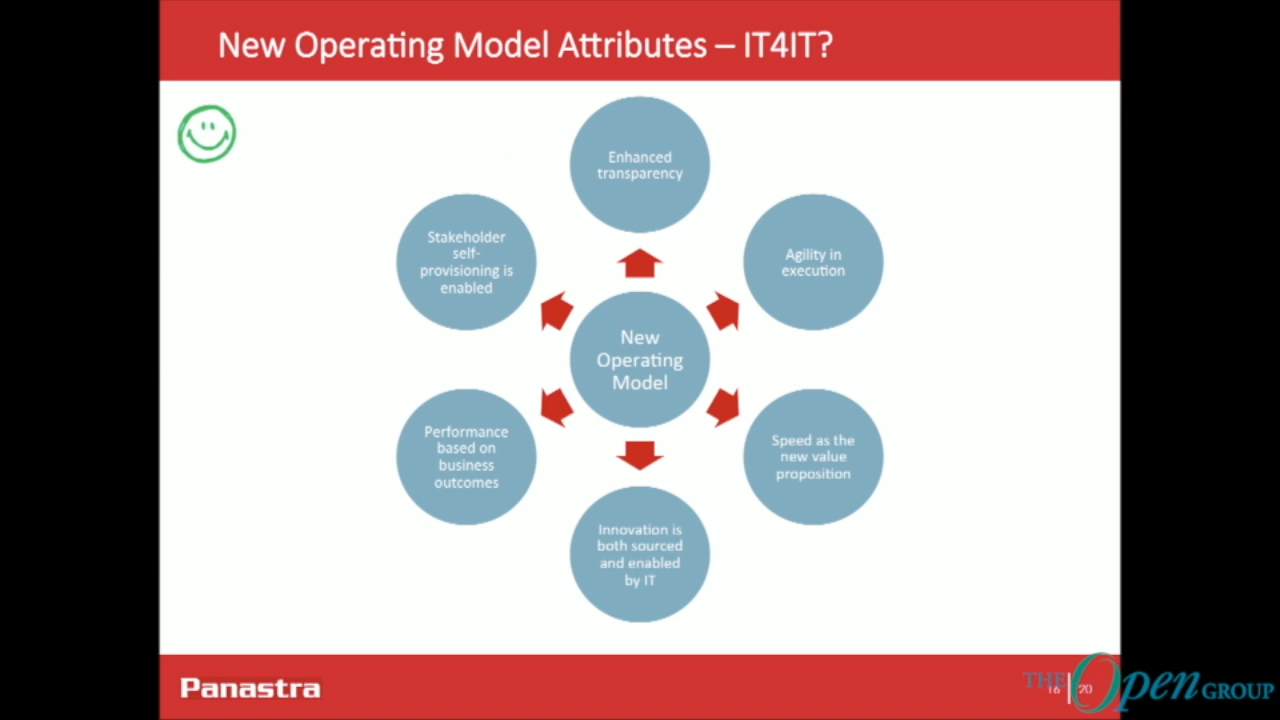 New Operating Model Attributes – IT4IT?
Enhanced
transparency
Agility in
execution
Speed as the
new value
proposition
Innovation is
both sourced
and enabled
by IT
Performance
based on
business
outcomes
Stakeholder
self-
provisioning is
enabled
New
Operating
Model
Panastra
16 | 20
THE Open GROUP